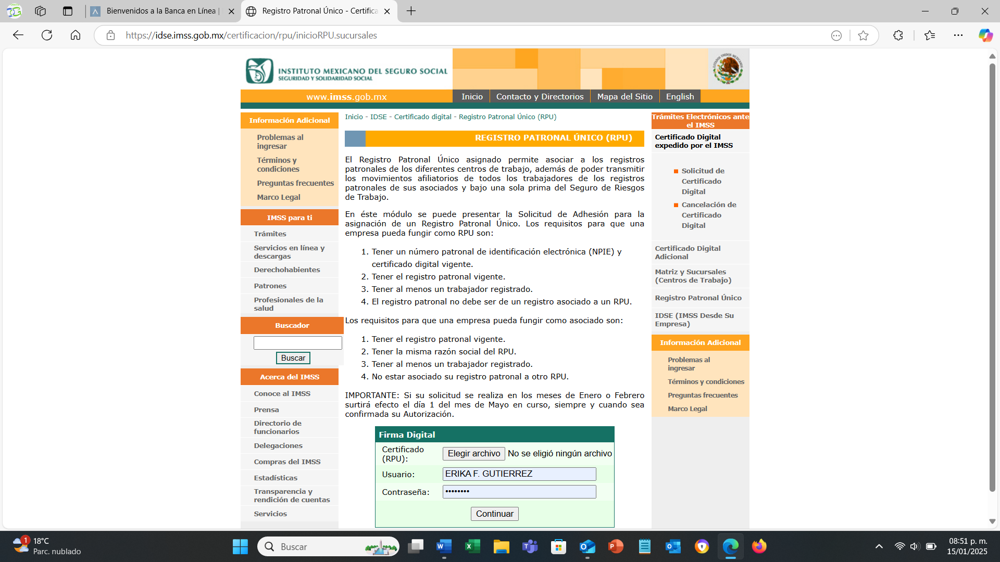 Bienvenidos a la Banca en Línea |
Registro Patronal Único - Certifica
https://idse.imss.gob.mx/certificacion/rpu/inicioRPU.sucursales
INSTITUTO MEXICANO DEL SEGURO SOCIAL
SEGURIDAD Y SOLIDARIDAD SOCIAL
ESTADOS UNIDOS MEXICANOS
www.imss.gob.mx
Inicio
Contacto y Directorios
Mapa del Sitio
English
Información Adicional
Problemas al
ingresar
Términos y
condiciones
Preguntas frecuentes
Marco Legal
IMSS para ti
Trámites
Servicios en línea y
descargas
Derechohabientes
Patrones
Profesionales de la
salud
Buscador
Buscar
Acerca del IMSS
Conoce al IMSS
Prensa
Directorio de
funcionarios
Delegaciones
Compras del IMSS
Estadísticas
Transparencia y
rendición de cuentas
Servicios
Inicio - IDSE - Certificado digital - Registro Patronal Único (RPU)
REGISTRO PATRONAL ÚNICO (RPU)
El Registro Patronal Único asignado permite asociar a los registros
patronales de los diferentes centros de trabajo, además de poder transmitir
los movimientos afiliatorios de todos los trabajadores de los registros
patronales de sus asociados y bajo una sola prima del Seguro de Riesgos
de Trabajo.
En éste módulo se puede presentar la Solicitud de Adhesión para la
asignación de un Registro Patronal Único. Los requisitos para que una
empresa pueda fungir como RPU son:
1. Tener un número patronal de identificación electrónica (NPIE) y
certificado digital vigente.
2. Tener el registro patronal vigente.
3. Tener al menos un trabajador registrado.
4. El registro patronal no debe ser de un registro asociado a un RPU.
Los requisitos para que una empresa pueda fungir como asociado son:
1. Tener el registro patronal vigente.
2. Tener la misma razón social del RPU.
3. Tener al menos un trabajador registrado.
4. No estar asociado su registro patronal a otro RPU.
IMPORTANTE: Si su solicitud se realiza en los meses de Enero o Febrero
surtirá efecto el día 1 del mes de Mayo en curso, siempre y cuando sea
confirmada su Autorización.
Firma Digital
Certificado
(RPU):
Elegir archivo No se eligió ningún archivo
Usuario:
ERIKA F. GUTIERREZ
Contraseña:
••••••••
Continuar
Trámites Electrónicos ante
el IMSS
Certificado Digital
expedido por el IMSS
Solicitud de
Certificado
Digital
Cancelación de
Certificado
Digital
Certificado Digital
Adicional
Matriz y Sucursales
(Centros de Trabajo)
Registro Patronal Único
IDSE (IMSS Desde Su
Empresa)
Información Adicional
Problemas al
ingresar
Términos y condiciones
Preguntas frecuentes
Marco Legal
1
18°C
Parc. nublado
Buscar
08:51 p. m.
15/01/2025